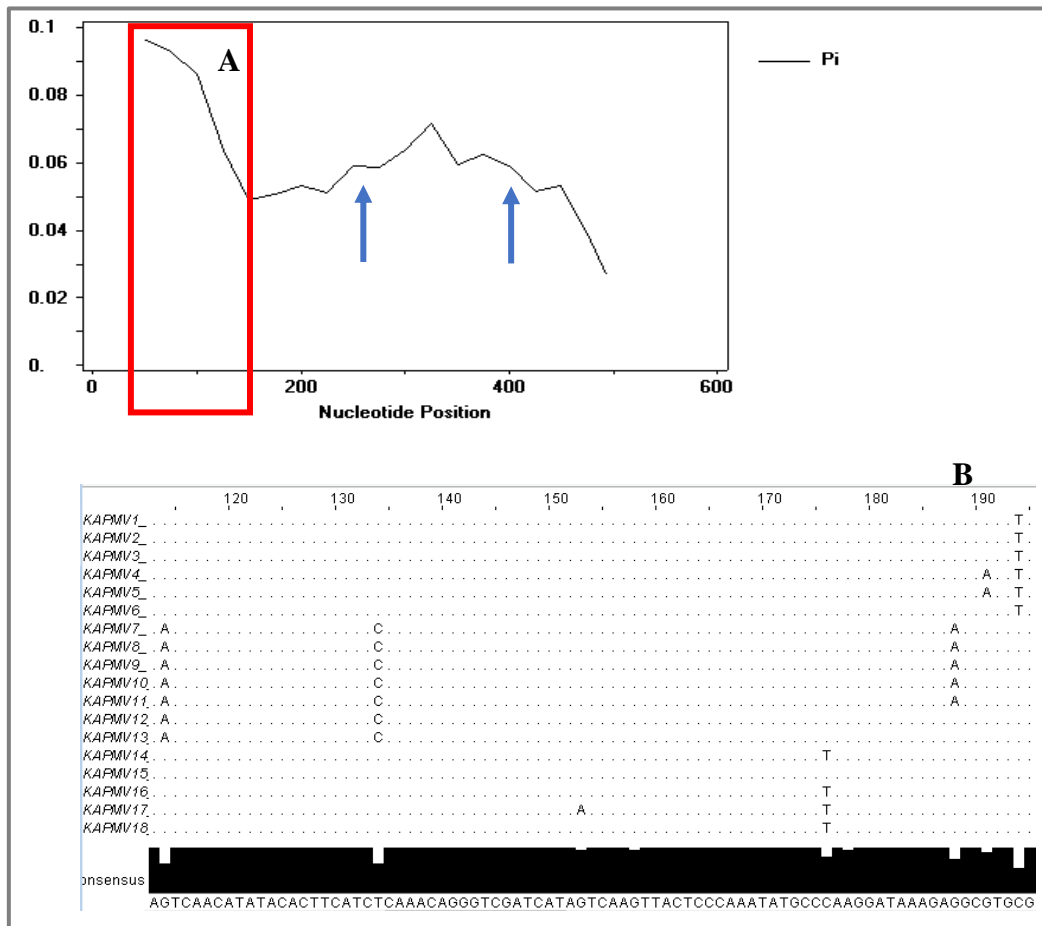 0.1
A
Pi
0.08
0.06
0.04
0.02
0.
0 200 400 600
Nucleotide Position
B
120 130 140 150 160 170 180 190
KAPMV1_ .................................................................................T.
KAPMV2_ .................................................................................T.
KAPMV3_ .................................................................................T.
KAPMV4_ ..............................................................................A..T.
KAPMV5_ ..............................................................................A..T.
KAPMV6_ .................................................................................T.
KAPMV7_ .A...................C.....................................................A.......
KAPMV8_ .A...................C.....................................................A.......
KAPMV9_ .A...................C.....................................................A.......
KAPMV10_ .A...................C.....................................................A.......
KAPMV11_ .A...................C.....................................................A.......
KAPMV12_ .A...................C.............................................................
KAPMV13_ .A...................C.............................................................
KAPMV14_ ...............................................................T...................
KAPMV15_ ...................................................................................
KAPMV16_ ...............................................................T...................
KAPMV17_ ........................................A......................T...................
KAPMV18_ ...............................................................T...................
onsensus
AGTCAACATATACACTTCATCTCAAACAGGGTCGATCATAGTCAAGTTACTCCCAAATATGCCCAAGGATAAAGAGGCGTGCG